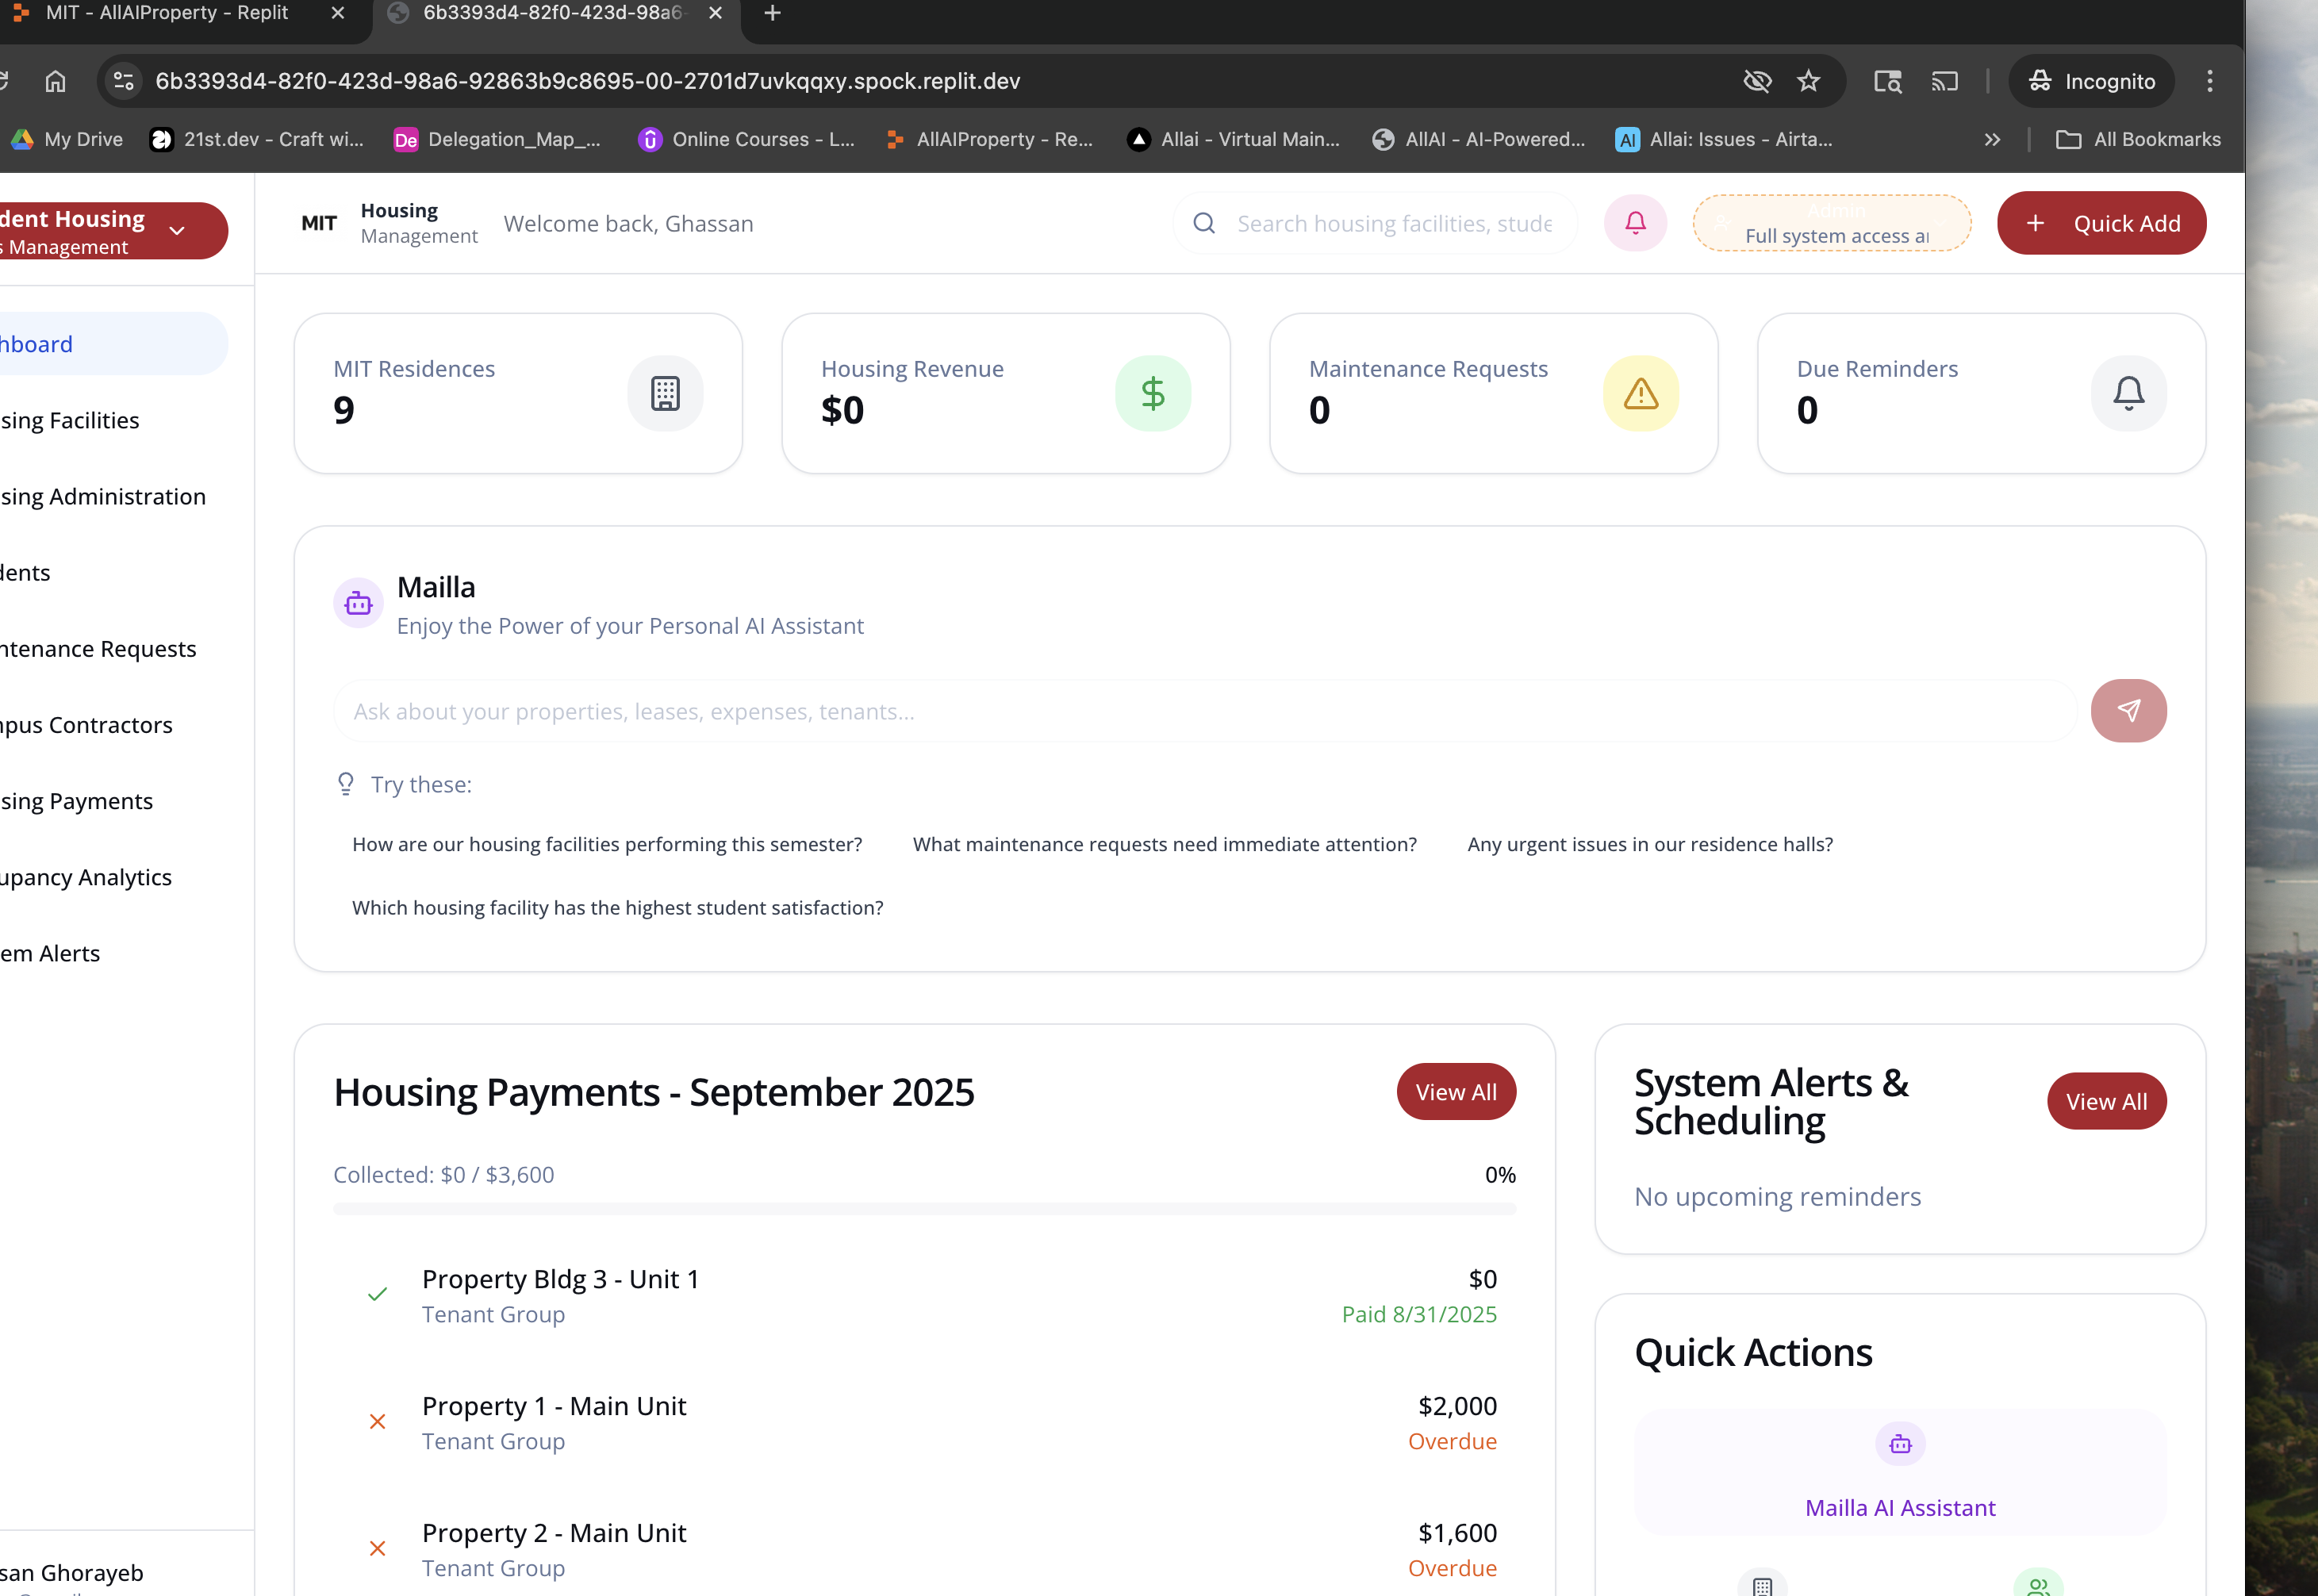 MIT - AllAIProperty - Replit
6b3393d4-82f0-423d-98a6-
6b3393d4-82f0-423d-98a6-92863b9c8695-00-2701d7uvkqqxy.spock.replit.dev
Incognito
My Drive
21st.dev - Craft wi...
De
Delegation_Map_...
Online Courses - L...
AllAIProperty - Re...
Allai - Virtual Main...
AllAI - AI-Powered...
AI
Allai: Issues - Airta...
All Bookmarks
dent Housing
s Management
MIT
Housing
Management
Welcome back, Ghassan
Search housing facilities, stude
Admin
Full system access ar
Quick Add
hboard
sing Facilities
sing Administration
dents
ntenance Requests
npus Contractors
sing Payments
upancy Analytics
em Alerts
san Ghorayeb
MIT Residences
9
Housing Revenue
$0
Maintenance Requests
0
Due Reminders
0
Mailla
Enjoy the Power of your Personal AI Assistant
Ask about your properties, leases, expenses, tenants...
Try these:
How are our housing facilities performing this semester?
What maintenance requests need immediate attention?
Any urgent issues in our residence halls?
Which housing facility has the highest student satisfaction?
Housing Payments - September 2025
View All
Collected: $0 / $3,600
0%
Property Bldg 3 - Unit 1
$0
Tenant Group
Paid 8/31/2025
Property 1 - Main Unit
$2,000
Tenant Group
Overdue
Property 2 - Main Unit
$1,600
Tenant Group
Overdue
System Alerts &
Scheduling
View All
No upcoming reminders
Quick Actions
Mailla AI Assistant